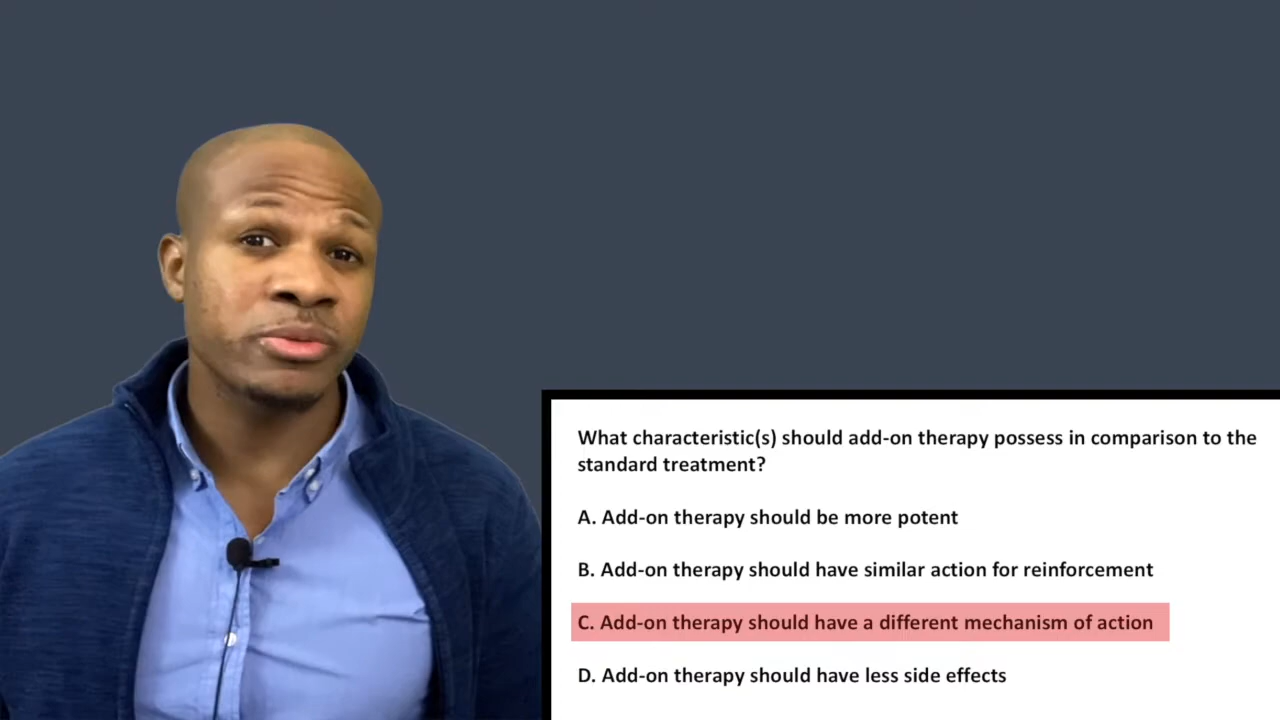 What characteristic(s) should add-on therapy possess in comparison to the
standard treatment?
A. Add-on therapy should be more potent
B. Add-on therapy should have similar action for reinforcement
C. Add-on therapy should have a different mechanism of action
D. Add-on therapy should have less side effects